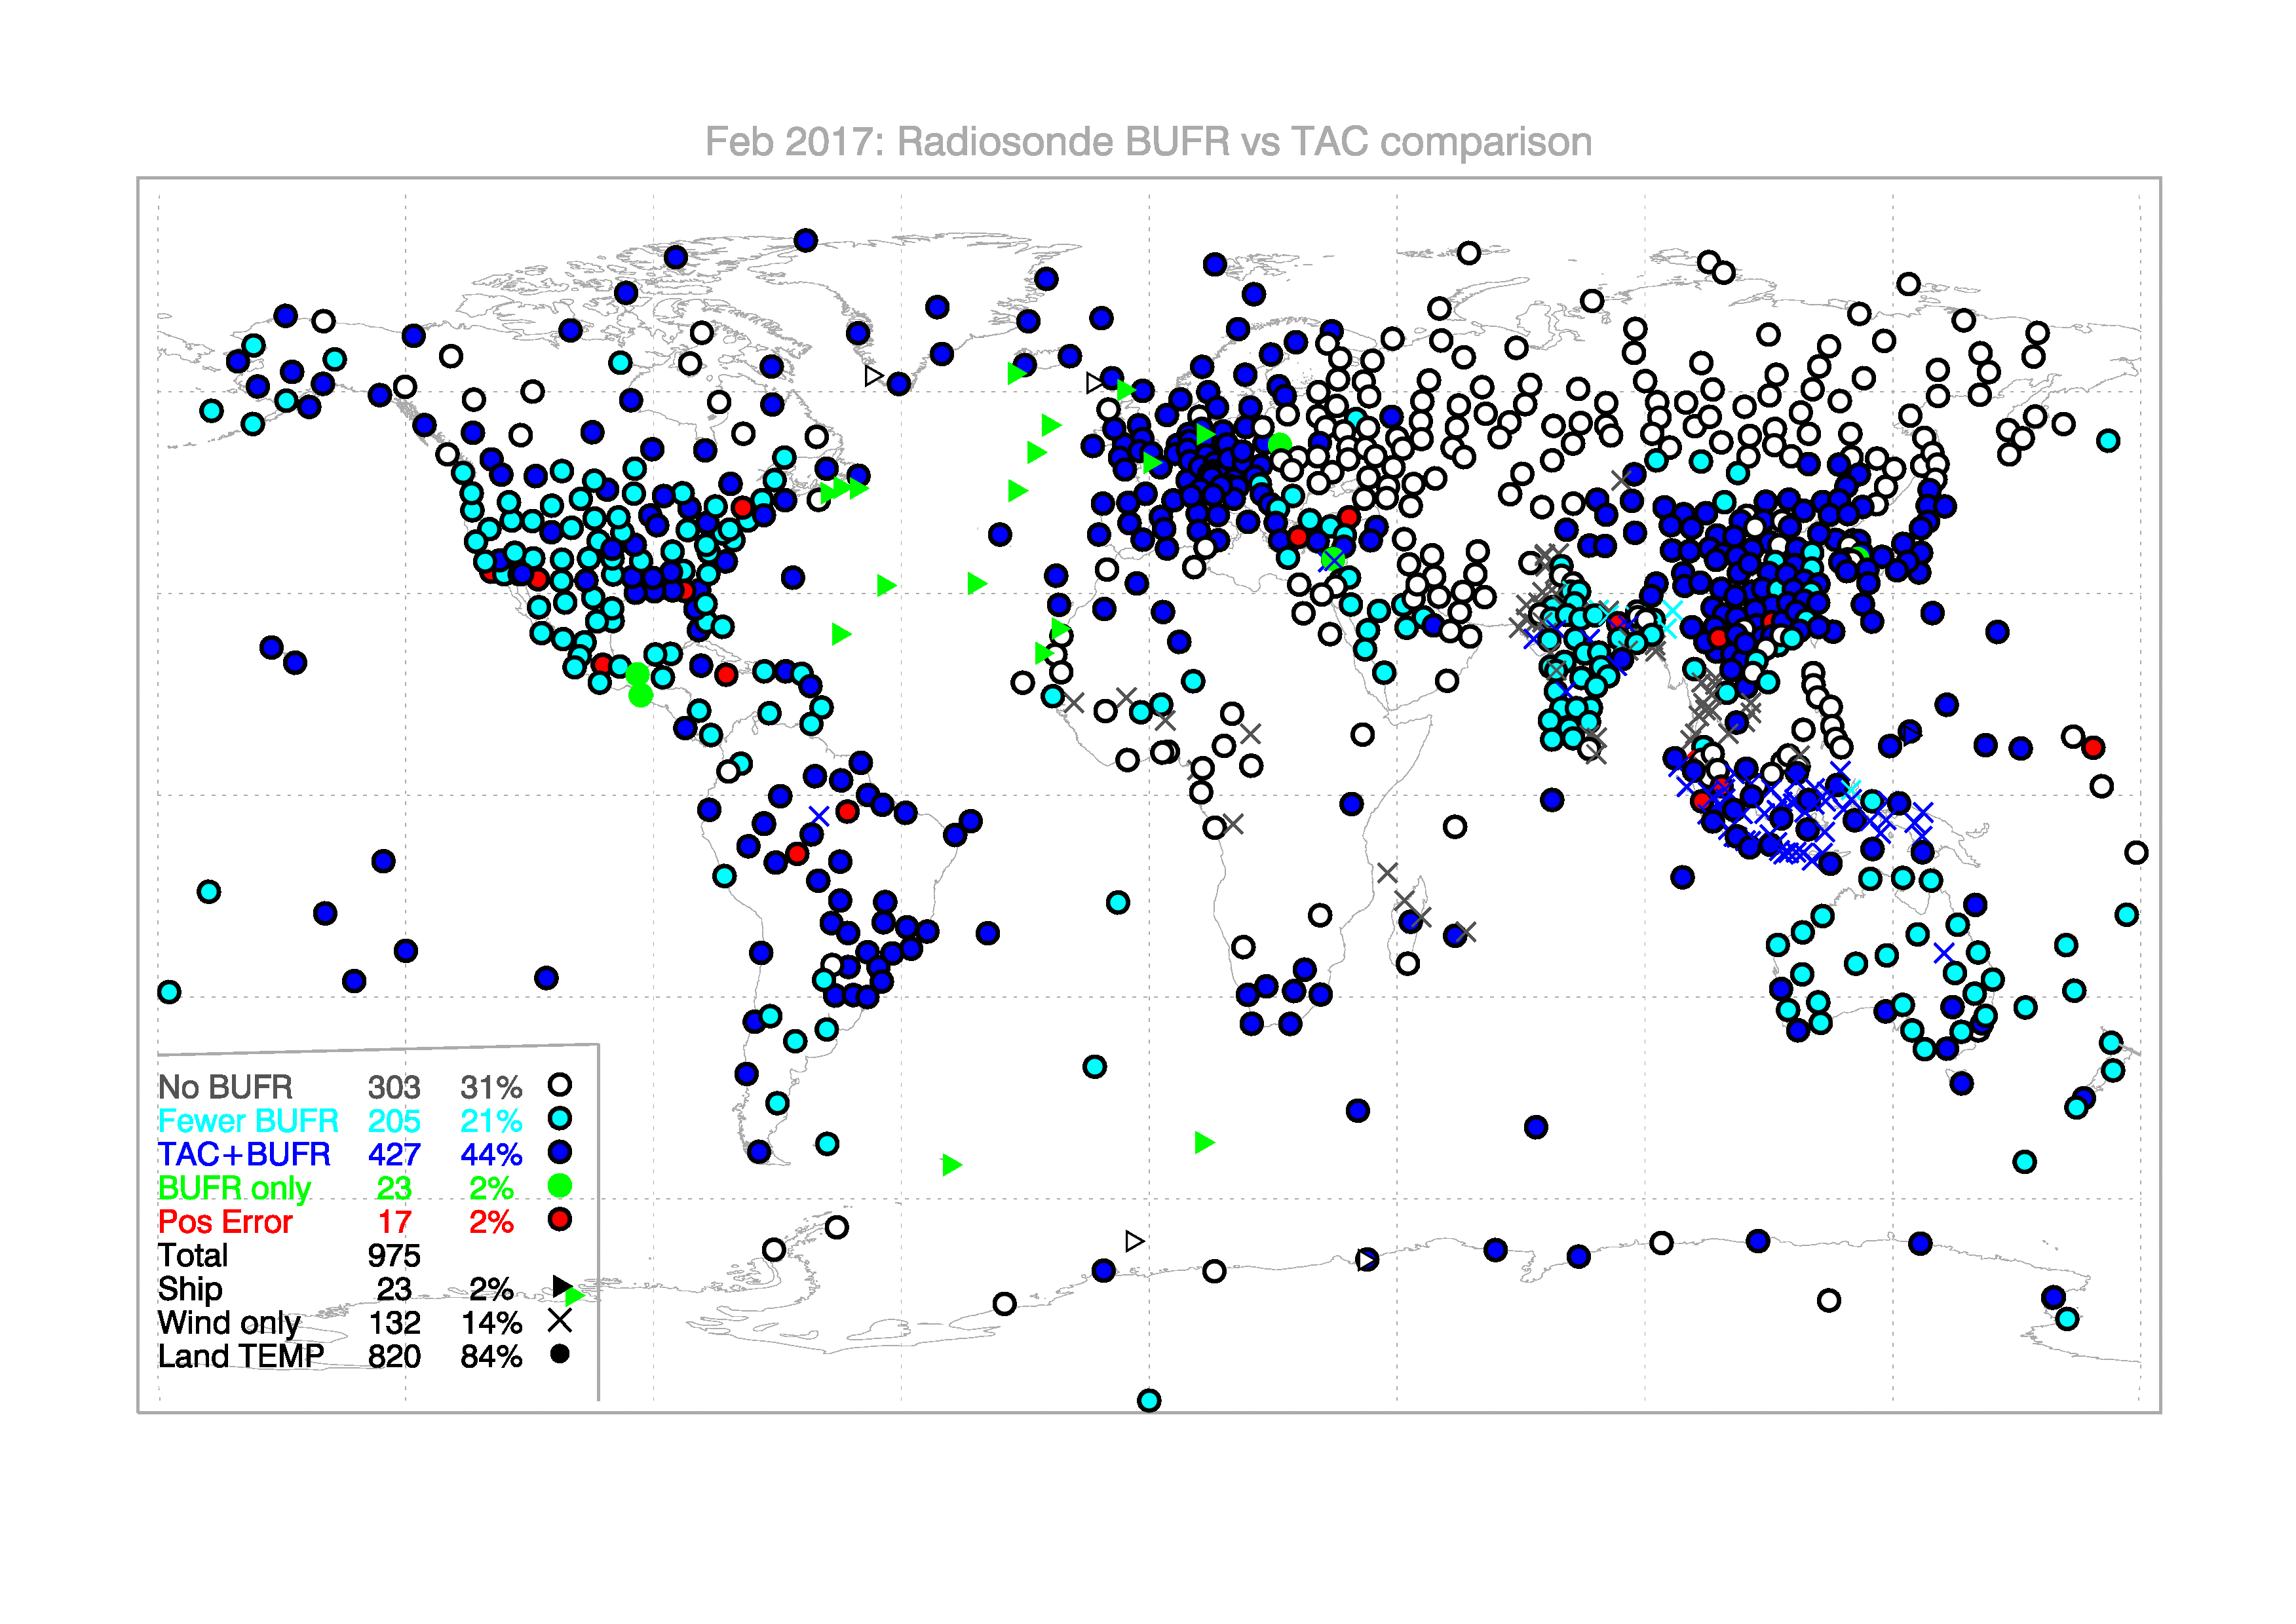 Feb 2017: Radiosonde BUFR vs TAC comparison
No BUFR 303 31%
Fewer BUFR 205 21%
TAC+BUFR 427 44%
BUFR only 23 2%
Pos Error 17 2%
Total 975
Ship 23 2%
Wind only 132 14%
Land TEMP 820 84%